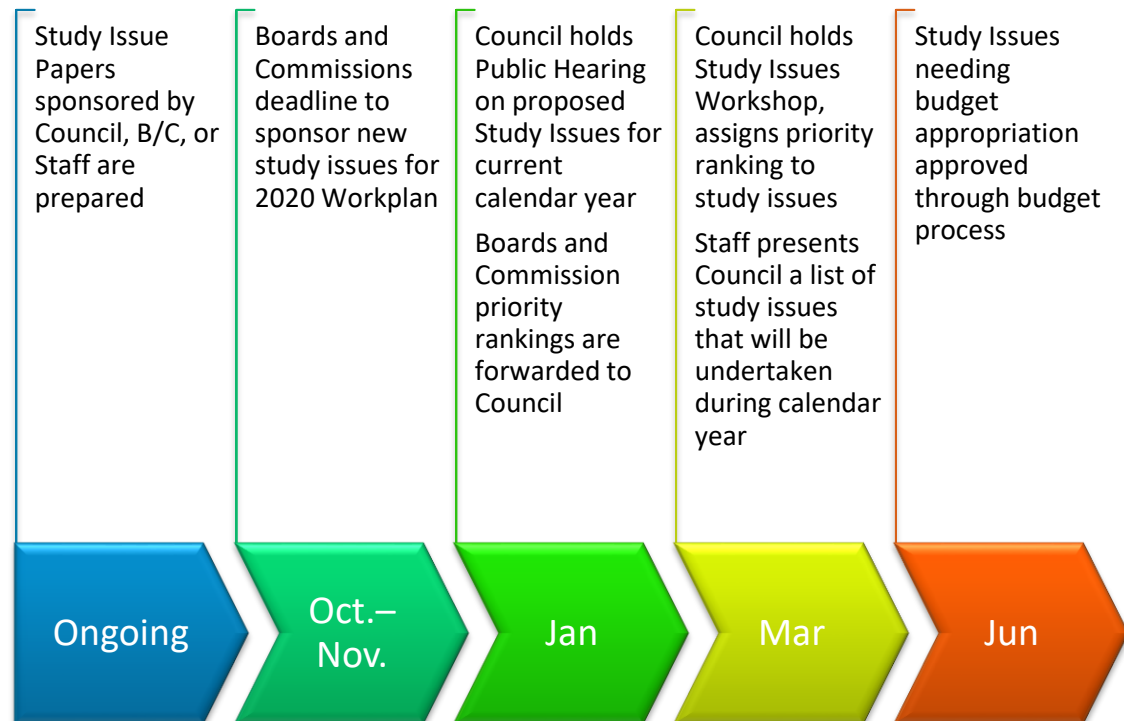 Study Issue
Papers
sponsored by
Council, B/C, or
Staff are
prepared
Boards and
Commissions
deadline to
sponsor new
study issues for
2020 Workplan
Council holds
Public Hearing
on proposed
Study Issues for
current
calendar year
Boards and
Commission
priority
rankings are
forwarded to
Council
Council holds
Study Issues
Workshop,
assigns priority
ranking to
study issues
Staff presents
Council a list of
study issues
that will be
undertaken
during calendar
year
Study Issues
needing
budget
appropriation
approved
through budget
process
Ongoing
Oct.–
Nov.
Jan
Mar
Jun